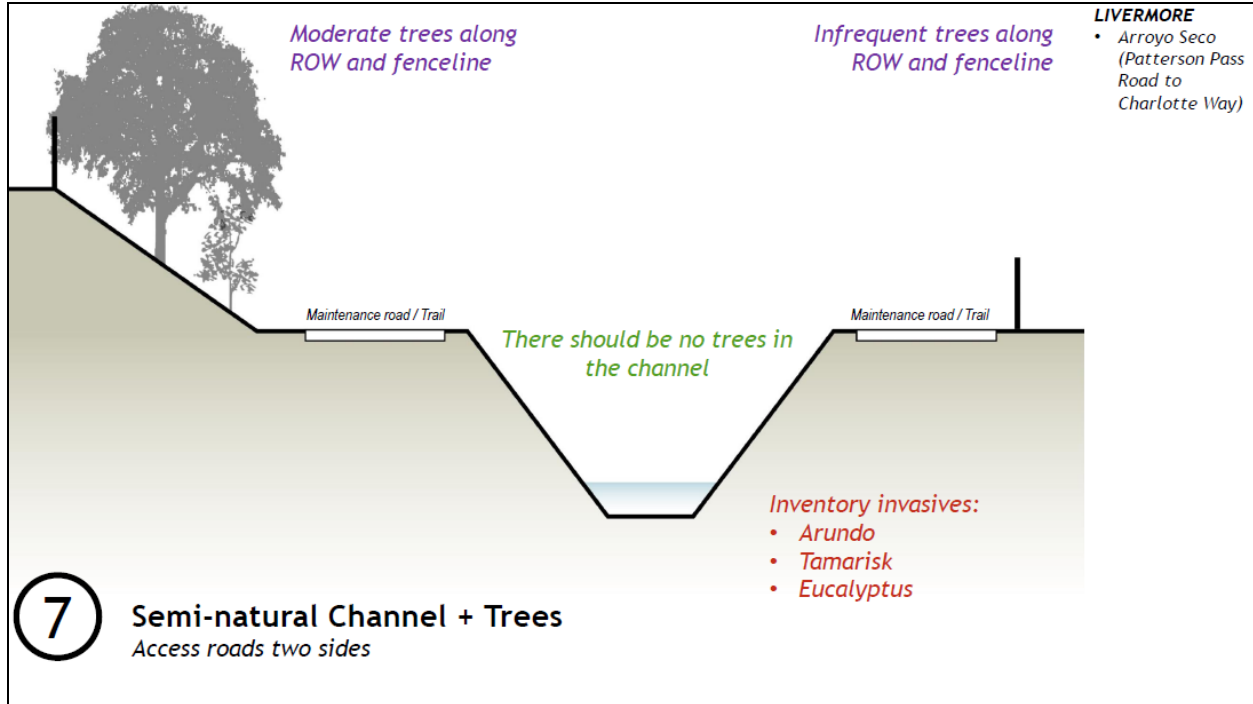 Moderate trees along
ROW and fenceline
Infrequent trees along
ROW and fenceline
LIVERMORE
• Arroyo Seco
(Patterson Pass
Road to
Charlotte Way)
Maintenance road / Trail
There should be no trees in
the channel
Maintenance road / Trail
Inventory invasives:
• Arundo
• Tamarisk
• Eucalyptus
7
Semi-natural Channel + Trees
Access roads two sides